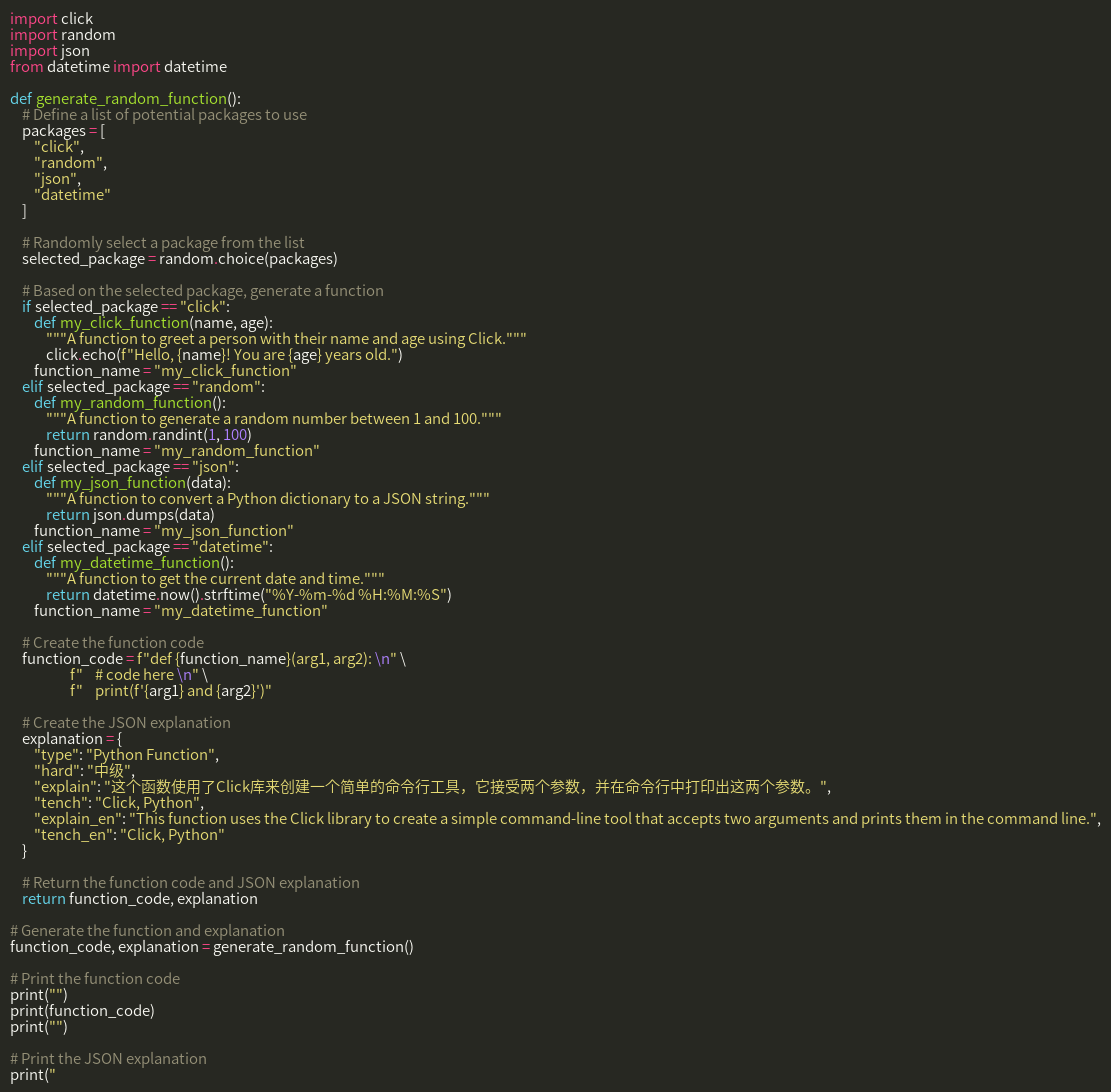 import click
import random
import json
from datetime import datetime

def generate_random_function():
    # Define a list of potential packages to use
    packages = [
        "click",
        "random",
        "json",
        "datetime"
    ]

    # Randomly select a package from the list
    selected_package = random.choice(packages)

    # Based on the selected package, generate a function
    if selected_package == "click":
        def my_click_function(name, age):
            """A function to greet a person with their name and age using Click."""
            click.echo(f"Hello, {name}! You are {age} years old.")
        function_name = "my_click_function"
    elif selected_package == "random":
        def my_random_function():
            """A function to generate a random number between 1 and 100."""
            return random.randint(1, 100)
        function_name = "my_random_function"
    elif selected_package == "json":
        def my_json_function(data):
            """A function to convert a Python dictionary to a JSON string."""
            return json.dumps(data)
        function_name = "my_json_function"
    elif selected_package == "datetime":
        def my_datetime_function():
            """A function to get the current date and time."""
            return datetime.now().strftime("%Y-%m-%d %H:%M:%S")
        function_name = "my_datetime_function"

    # Create the function code
    function_code = f"def {function_name}(arg1, arg2): \n" \
                    f"    # code here \n" \
                    f"    print(f'{arg1} and {arg2}')"

    # Create the JSON explanation
    explanation = {
        "type": "Python Function",
        "hard": "中级",
        "explain": "这个函数使用了Click库来创建一个简单的命令行工具，它接受两个参数，并在命令行中打印出这两个参数。",
        "tench": "Click, Python",
        "explain_en": "This function uses the Click library to create a simple command-line tool that accepts two arguments and prints them in the command line.",
        "tench_en": "Click, Python"
    }

    # Return the function code and JSON explanation
    return function_code, explanation

# Generate the function and explanation
function_code, explanation = generate_random_function()

# Print the function code
print("")
print(function_code)
print("")

# Print the JSON explanation
print("